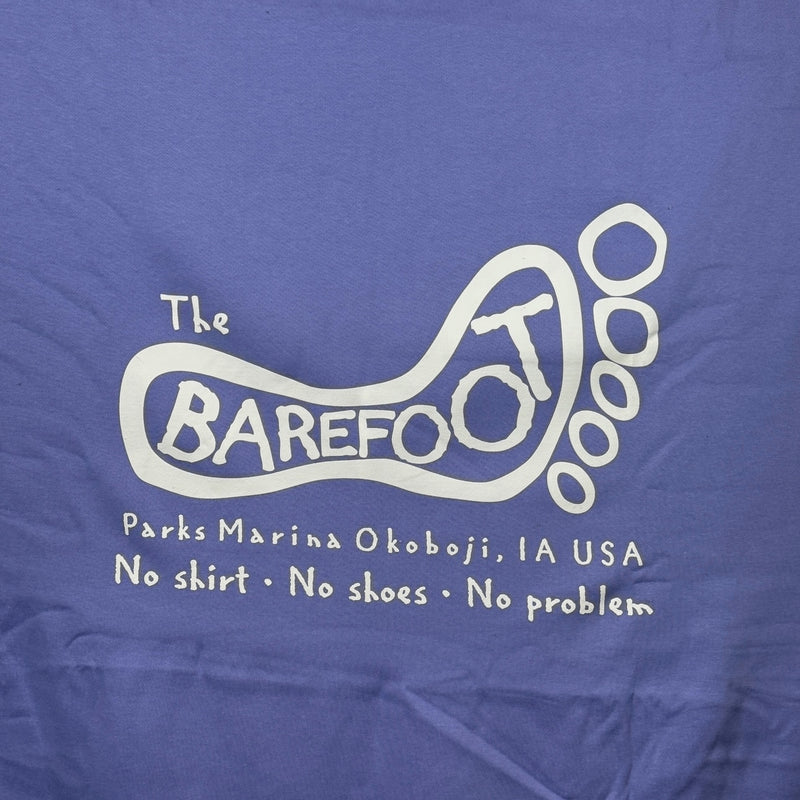 The
BAREFOOT
Parks Marina Okoboji, IA USA
No shirt • No shoes • No problem